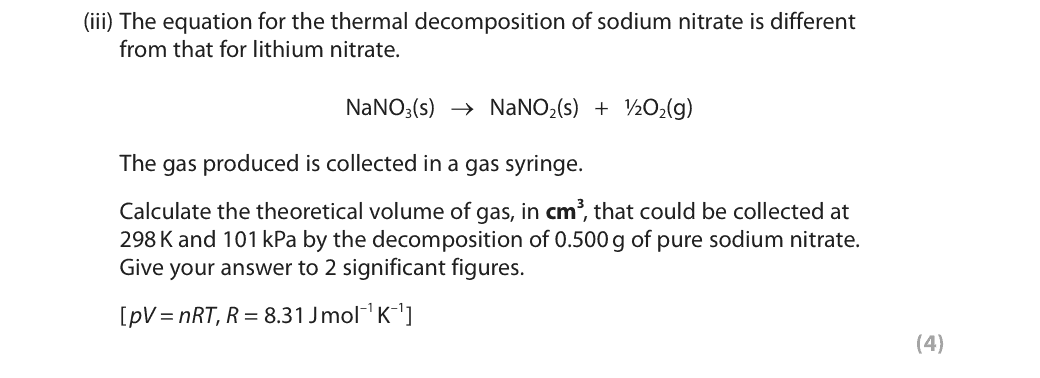 (iii) The equation for the thermal decomposition of sodium nitrate is different
from that for lithium nitrate.
NaNO₃(s) → NaNO₂(s) + ½O₂(g)
The gas produced is collected in a gas syringe.
Calculate the theoretical volume of gas, in cm³, that could be collected at
298 K and 101 kPa by the decomposition of 0.500 g of pure sodium nitrate.
Give your answer to 2 significant figures.
[pV = nRT, R = 8.31 J mol⁻¹ K⁻¹]
(4)